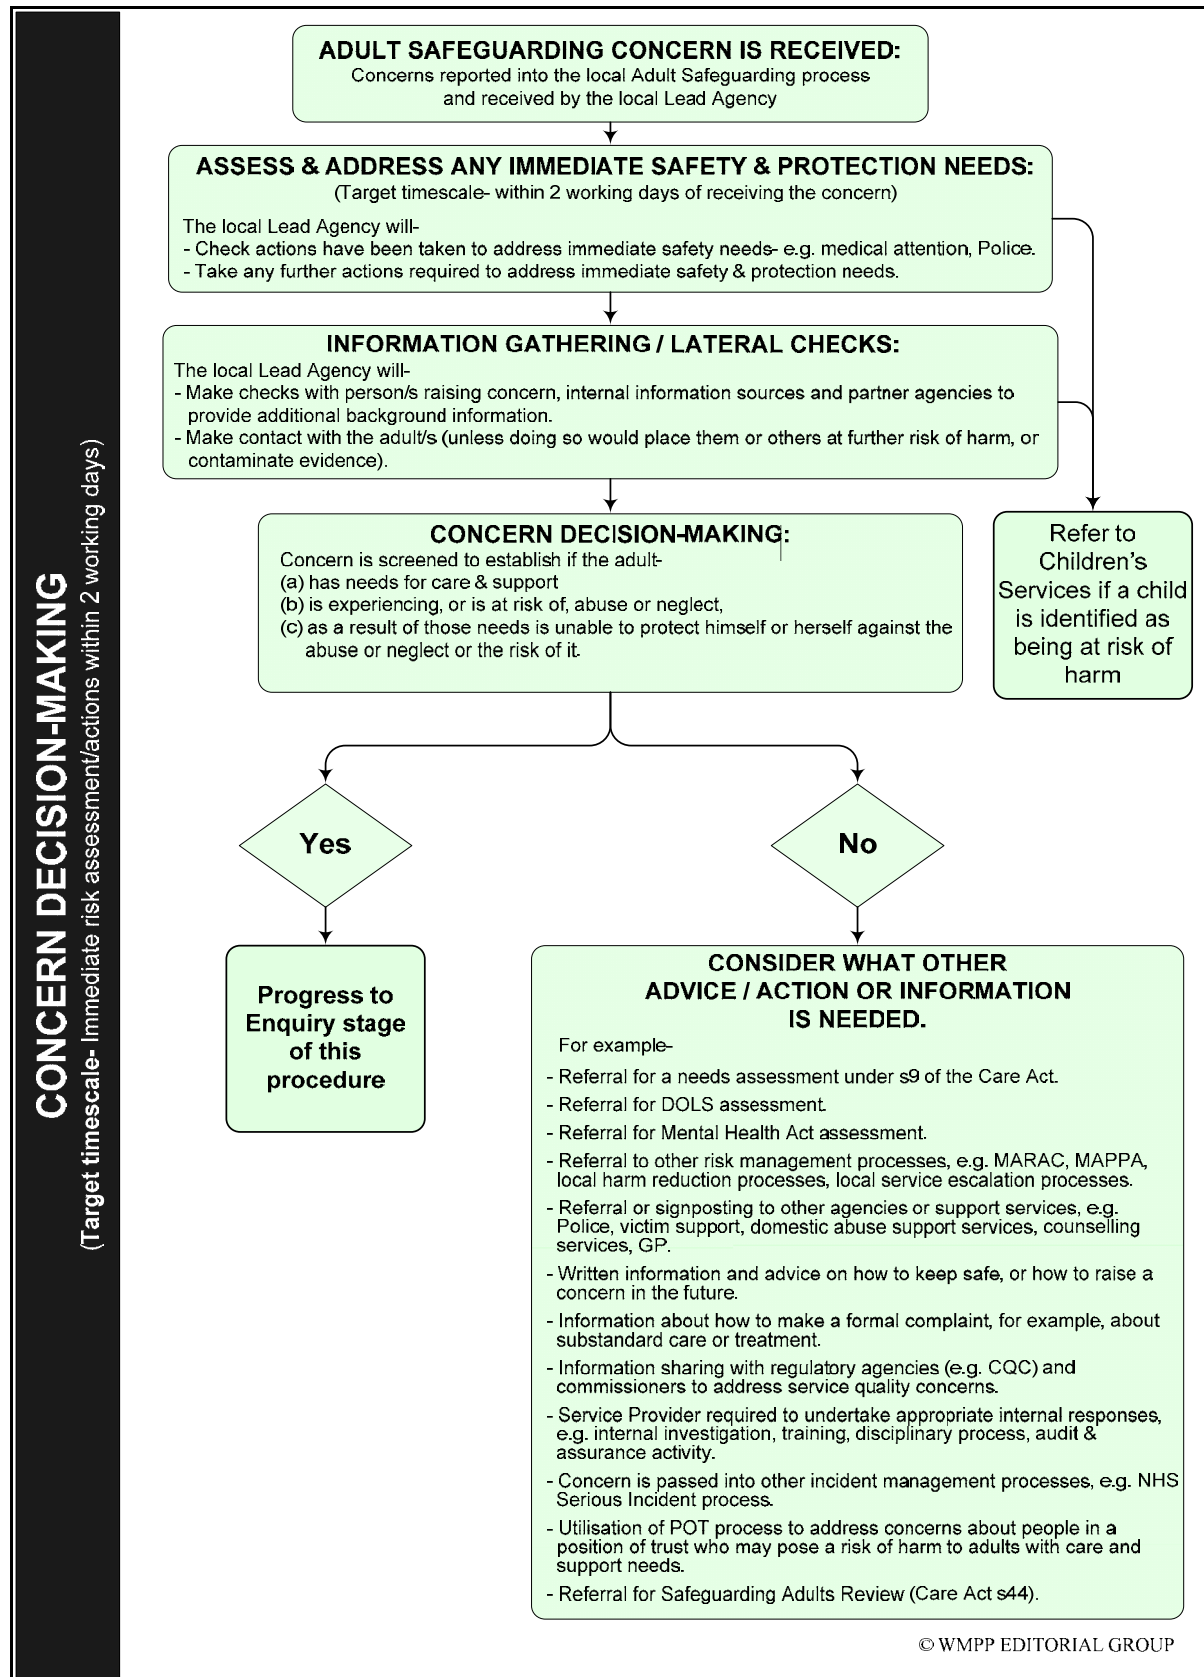 CONCERN DECISION-MAKING
(Target timescale- Immediate risk assessment/actions within 2 working days)
ADULT SAFEGUARDING CONCERN IS RECEIVED:
Concerns reported into the local Adult Safeguarding process
and received by the local Lead Agency
ASSESS & ADDRESS ANY IMMEDIATE SAFETY & PROTECTION NEEDS:
(Target timescale- within 2 working days of receiving the concern)
The local Lead Agency will-
- Check actions have been taken to address immediate safety needs- e.g. medical attention, Police.
- Take any further actions required to address immediate safety & protection needs.
INFORMATION GATHERING / LATERAL CHECKS:
The local Lead Agency will-
- Make checks with person/s raising concern, internal information sources and partner agencies to
provide additional background information.
- Make contact with the adult/s (unless doing so would place them or others at further risk of harm, or
contaminate evidence).
CONCERN DECISION-MAKING:
Concern is screened to establish if the adult-
(a) has needs for care & support
(b) is experiencing, or is at risk of, abuse or neglect,
(c) as a result of those needs is unable to protect himself or herself against the
abuse or neglect or the risk of it.
Refer to
Children's
Services if a child
is identified as
being at risk of
harm
Yes
No
Progress to
Enquiry stage
of this
procedure
CONSIDER WHAT OTHER
ADVICE / ACTION OR INFORMATION
IS NEEDED.
For example-
- Referral for a needs assessment under s9 of the Care Act.
- Referral for DOLS assessment.
- Referral for Mental Health Act assessment.
- Referral to other risk management processes, e.g. MARAC, MAPPA,
local harm reduction processes, local service escalation processes.
- Referral or signposting to other agencies or support services, e.g.
Police, victim support, domestic abuse support services, counselling
services, GP.
- Written information and advice on how to keep safe, or how to raise a
concern in the future.
- Information about how to make a formal complaint, for example, about
substandard care or treatment.
- Information sharing with regulatory agencies (e.g. CQC) and
commissioners to address service quality concerns.
- Service Provider required to undertake appropriate internal responses,
e.g. internal investigation, training, disciplinary process, audit &
assurance activity.
- Concern is passed into other incident management processes, e.g. NHS
Serious Incident process.
- Utilisation of POT process to address concerns about people in a
position of trust who may pose a risk of harm to adults with care and
support needs.
- Referral for Safeguarding Adults Review (Care Act s44).
© WMPP EDITORIAL GROUP